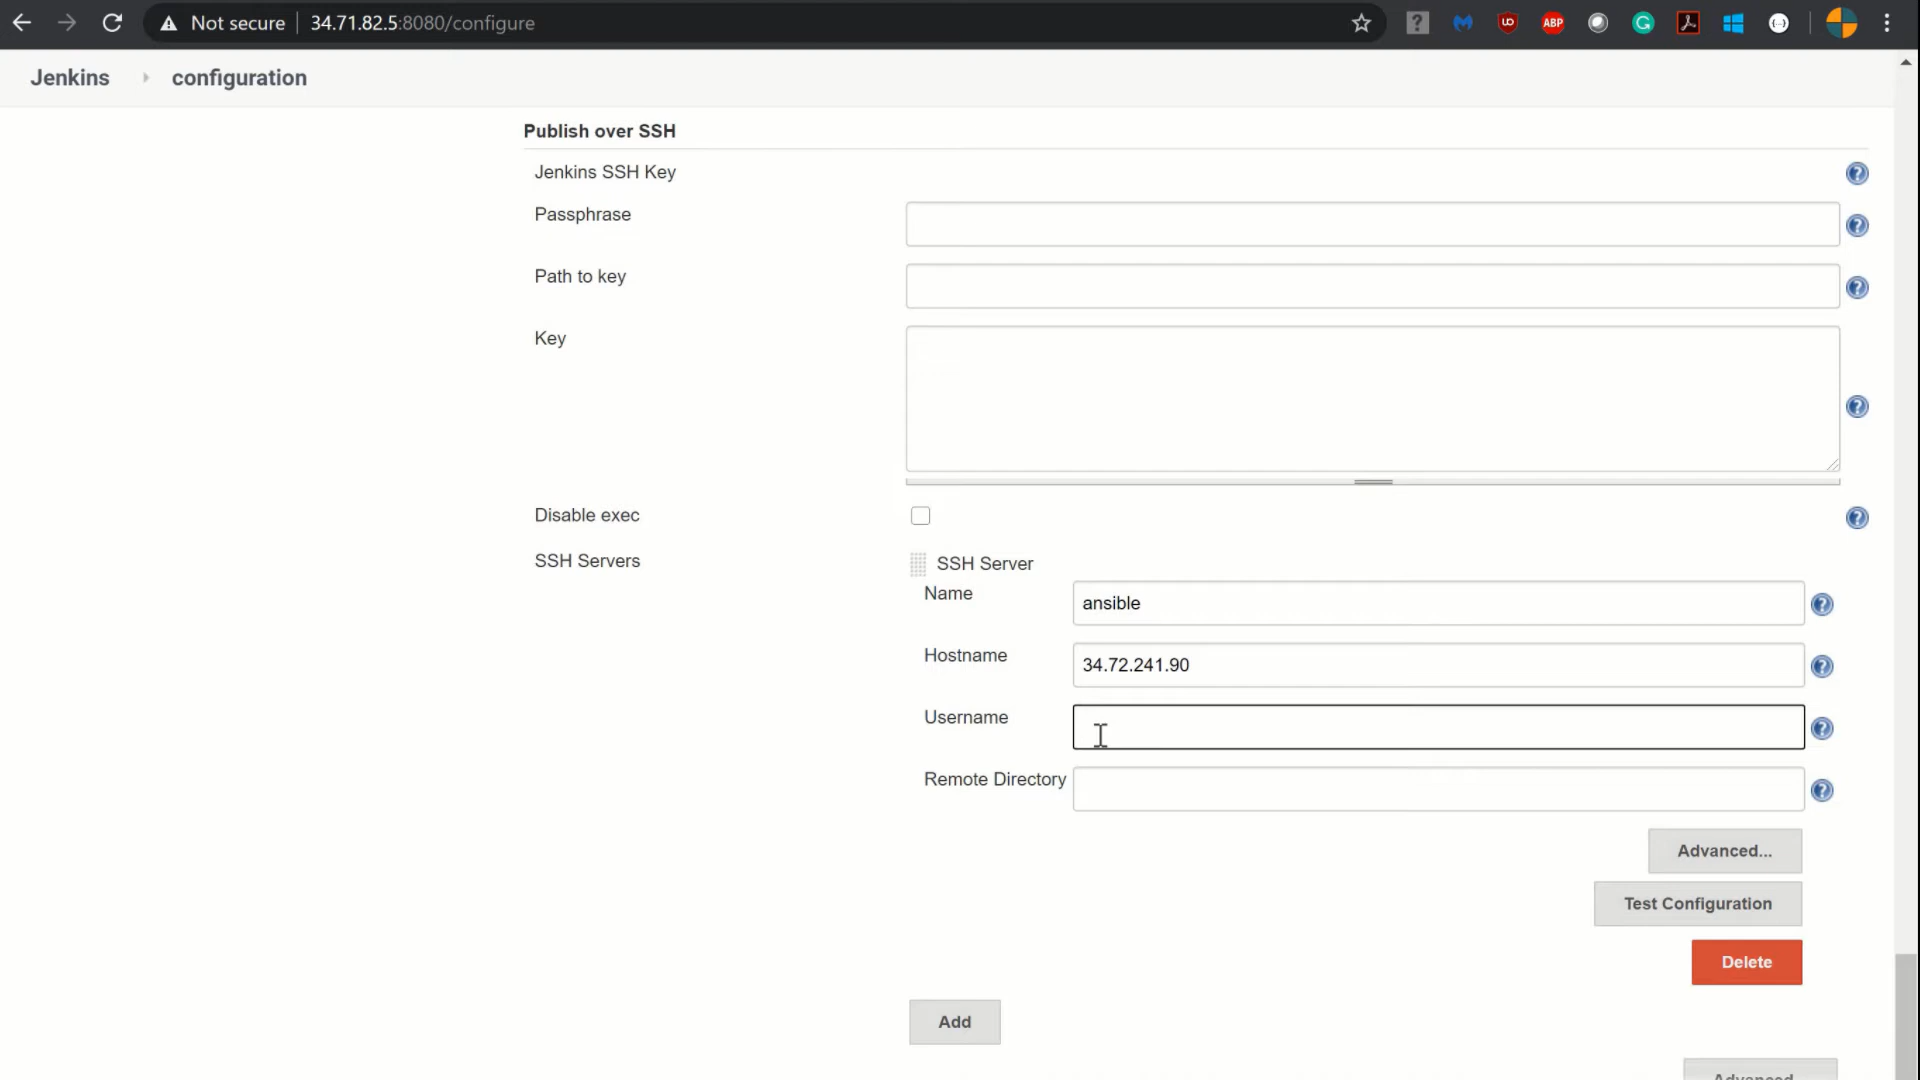 Not secure 34.71.82.5:8080/configure
Jenkins configuration
Publish over SSH
Jenkins SSH Key
Passphrase
Path to key
Key
Disable exec
SSH Servers
SSH Server
Name ansible
Hostname 34.72.241.90
Username
Remote Directory
Advanced...
Test Configuration
Delete
Add
Advanced